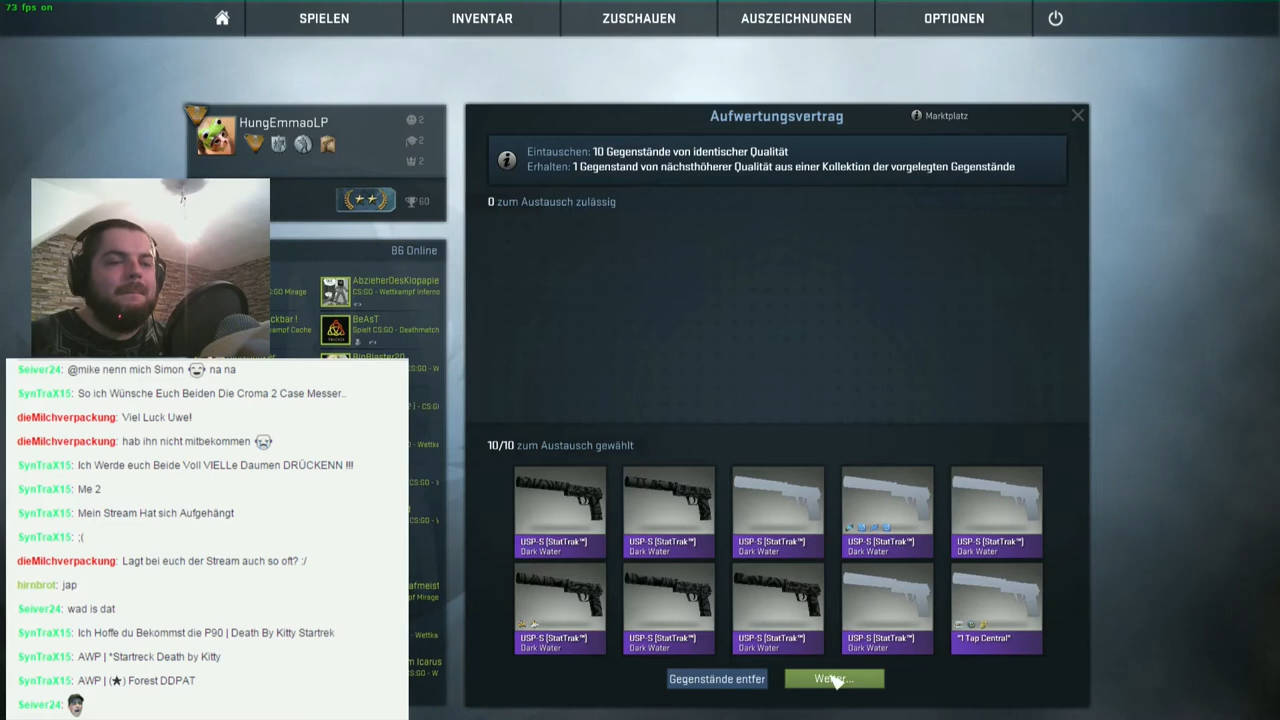 73 fps on
SPIELEN
INVENTAR
ZUSCHAUEN
AUSZEICHNUNGEN
OPTIONEN
HungEmmaoLP
2
2
2
60
86 Online
AbzieherDesKlopapie
CS:GO - Wettkampf Inferno
:GO Mirage
BeAsT
Spielt CS:GO - Deathmatch
ckbar !
kampf Cache
Aufwertungsvertrag
Marktplatz
Eintauschen: 10 Gegenstände von identischer Qualität
Erhalten: 1 Gegenstand von nächsthöherer Qualität aus einer Kollektion der vorgelegten Gegenstände
0 zum Austausch zulässig
10/10 zum Austausch gewählt
USP-S (StatTrak™)
Dark Water
USP-S (StatTrak™)
Dark Water
USP-S (StatTrak™)
Dark Water
USP-S (StatTrak™)
Dark Water
USP-S (StatTrak™)
Dark Water
USP-S (StatTrak™)
Dark Water
USP-S (StatTrak™)
Dark Water
USP-S (StatTrak™)
Dark Water
USP-S (StatTrak™)
Dark Water
"1 Tap Central"
Gegenstände entfer
Seiver24: @mike nenn mich Simon na na
SynTraX15: So ich Wünsche Euch Beiden Die Croma 2 Case Messer..
dieMilchverpackung: Viel Luck Uwe!
dieMilchverpackung: hab ihn nicht mitbekommen
SynTraX15: Ich Werde euch Beide Voll VIELLe Daumen DRÜCKENN !!!
SynTraX15: Me 2
SynTraX15: Mein Stream Hat sich Aufgehängt
SynTraX15: ;(
dieMilchverpackung: Lagt bei euch der Stream auch so oft? :/
hirnbrot: jap
Seiver24: wad is dat
SynTraX15: Ich Hoffe du Bekommst die P90 | Death By Kitty Startrek
SynTraX15: AWP | *Startreck Death by Kitty
SynTraX15: AWP | (★) Forest DDPAT
Seiver24: